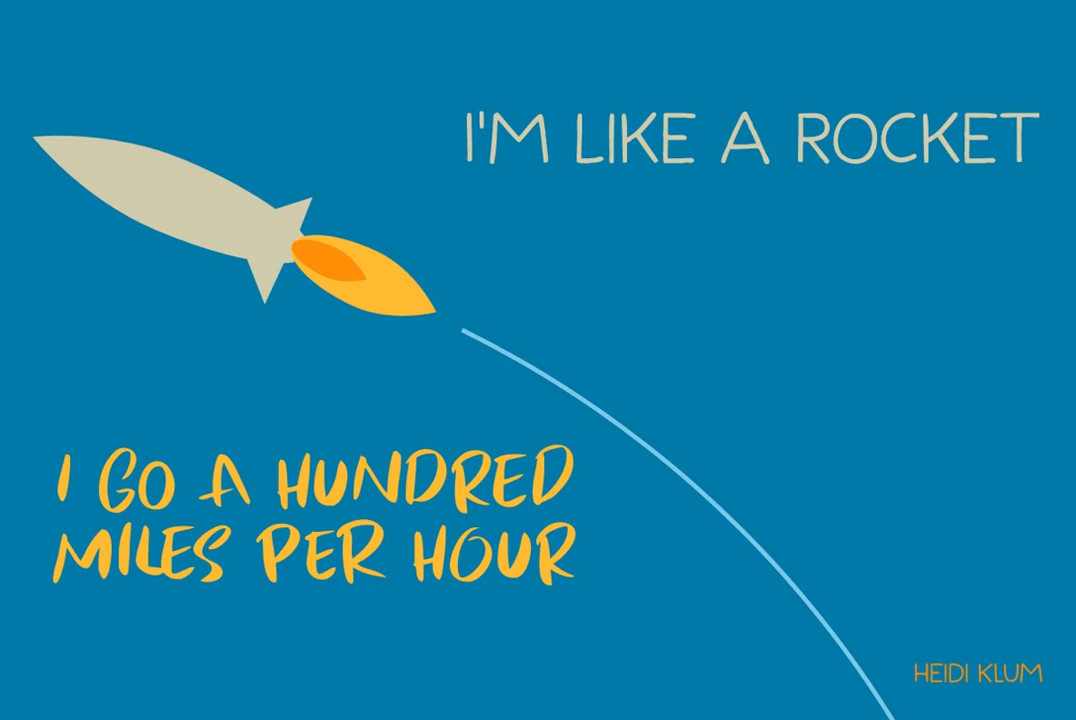 I'M LIKE A ROCKET
I GO A HUNDRED
MILES PER HOUR
HEIDI KLUM